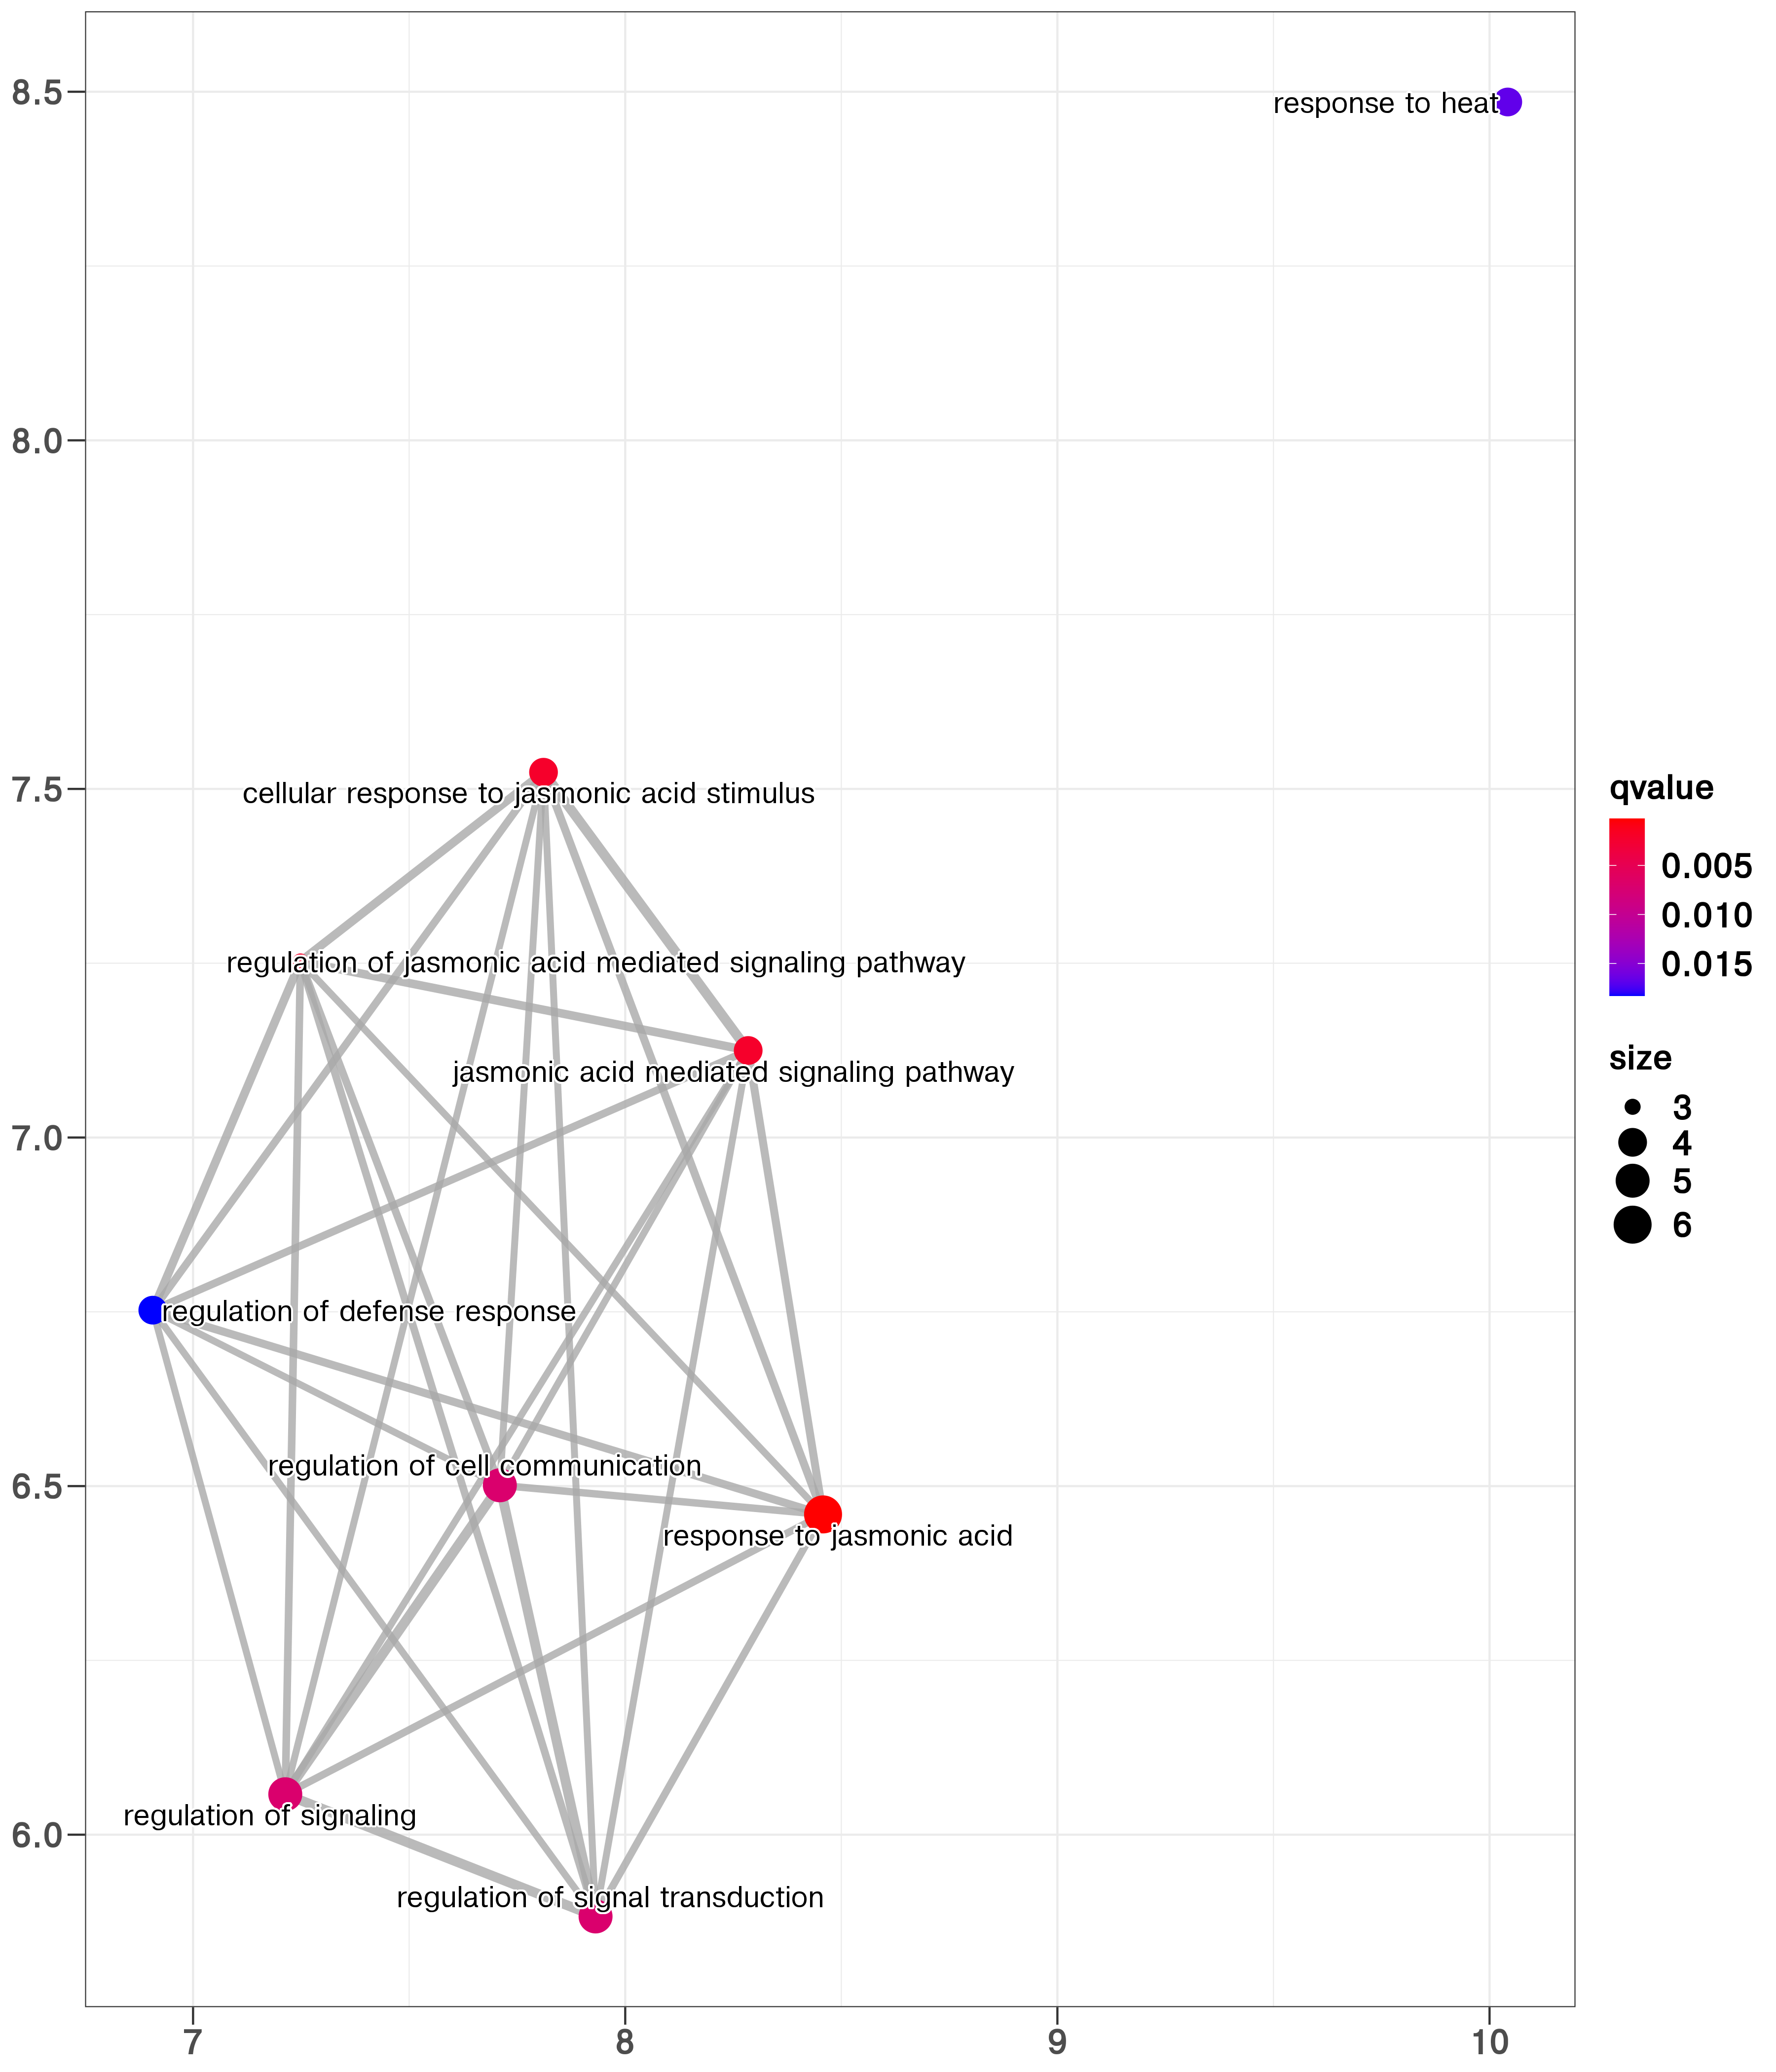 8.5
8.0
7.5
7.0
6.5
6.0
response to heat
cellular response to jasmonic acid stimulus
regulation of jasmonic acid mediated signaling pathway
jasmonic acid mediated signaling pathway
regulation of defense response
regulation of cell communication
response to jasmonic acid
regulation of signaling
regulation of signal transduction
7 8 9 10
qvalue
0.005
0.010
0.015
size
3
4
5
6